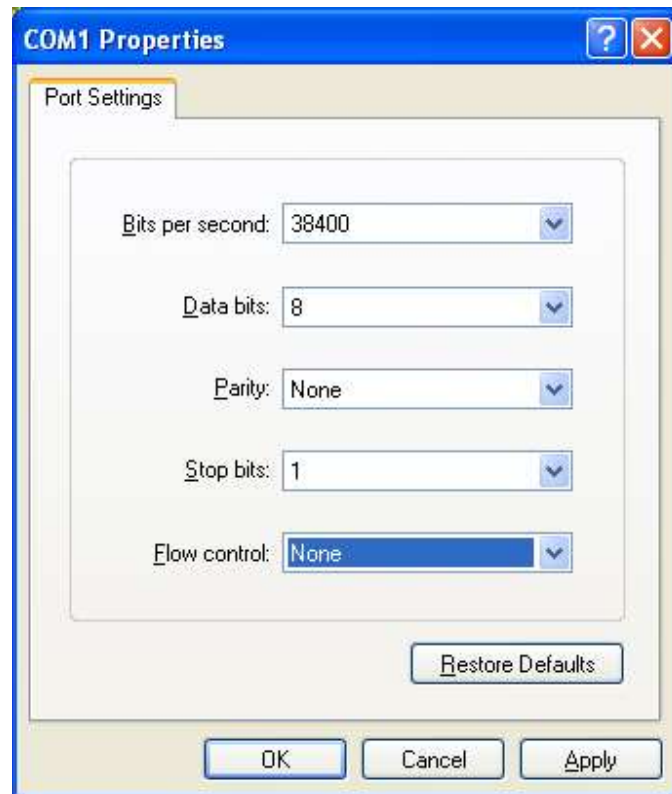 COM1 Properties
Port Settings
Bits per second: 38400
Data bits: 8
Parity: None
Stop bits: 1
Flow control: None
Restore Defaults
OK Cancel Apply